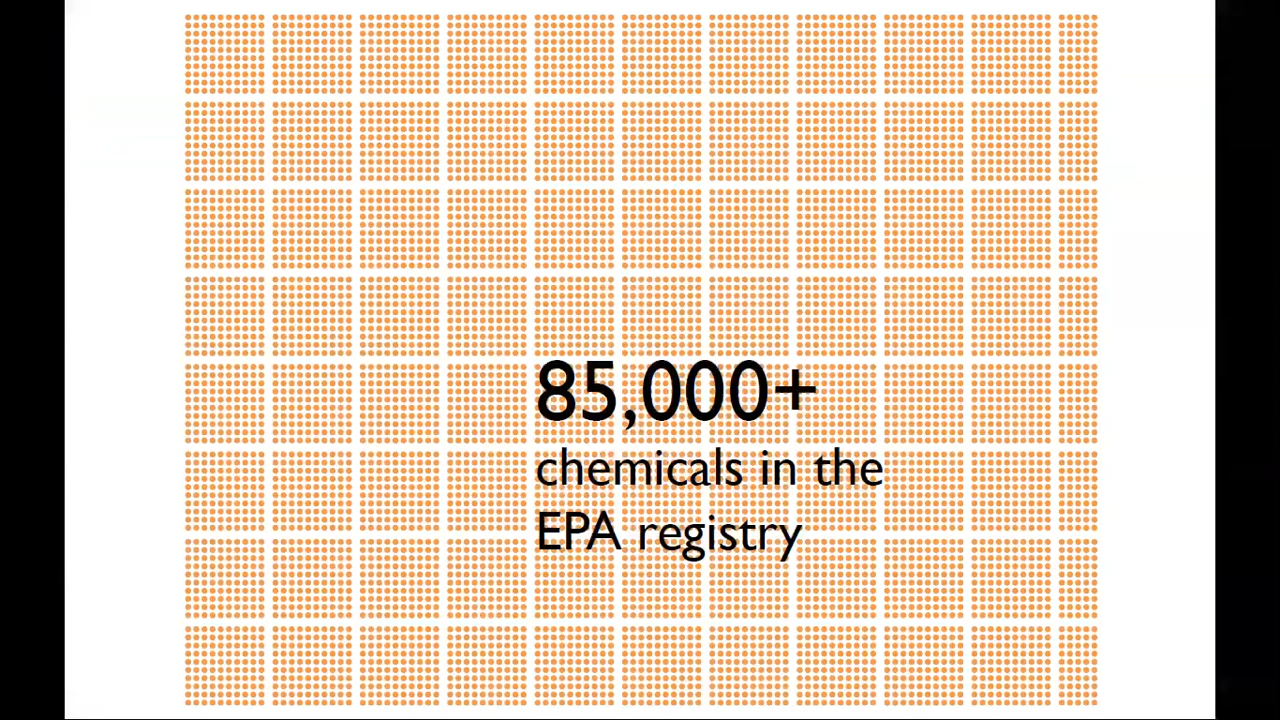 85,000+
chemicals in the
EPA registry